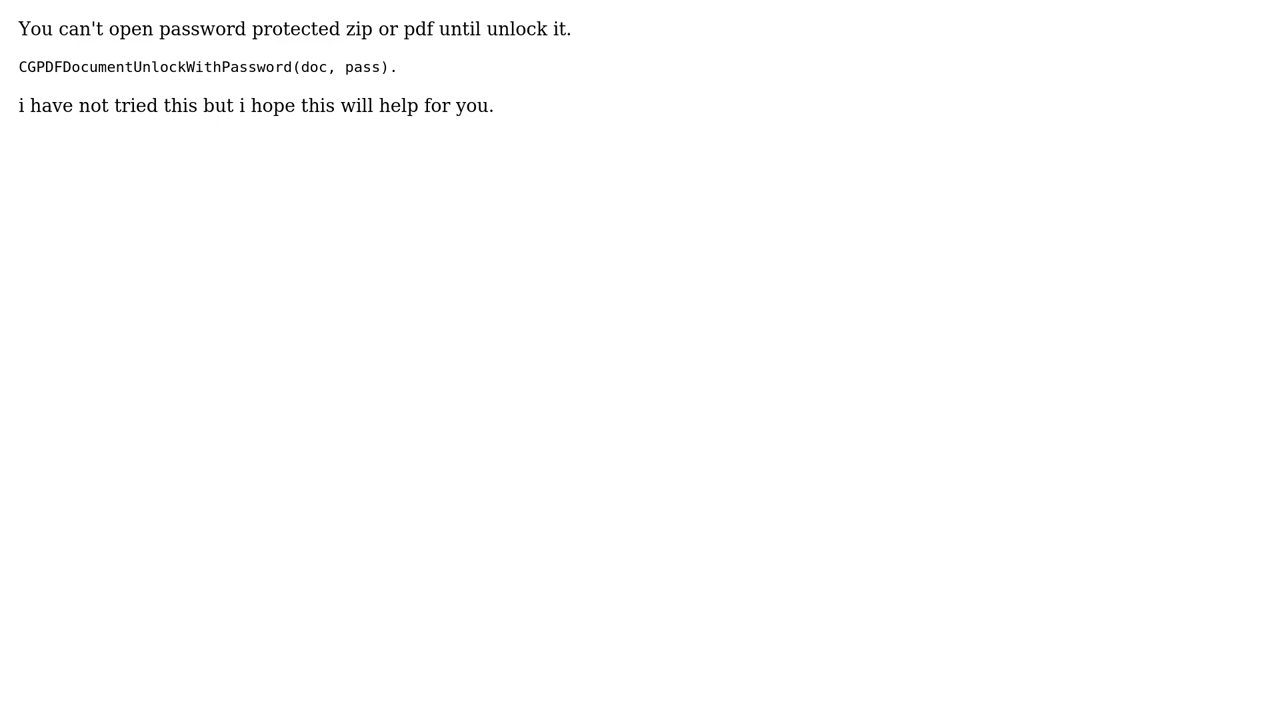 You can't open password protected zip or pdf until unlock it.
CGPDFDocumentUnlockWithPassword(doc, pass).
i have not tried this but i hope this will help for you.